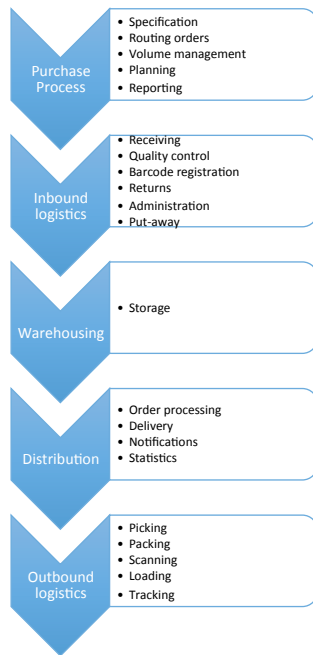 Purchase
Process
• Specification
• Routing orders
• Volume management
• Planning
• Reporting
Inbound
logistics
• Receiving
• Quality control
• Barcode registration
• Returns
• Administration
• Put-away
Warehousing
• Storage
Distribution
• Order processing
• Delivery
• Notifications
• Statistics
Outbound
logistics
• Picking
• Packing
• Scanning
• Loading
• Tracking